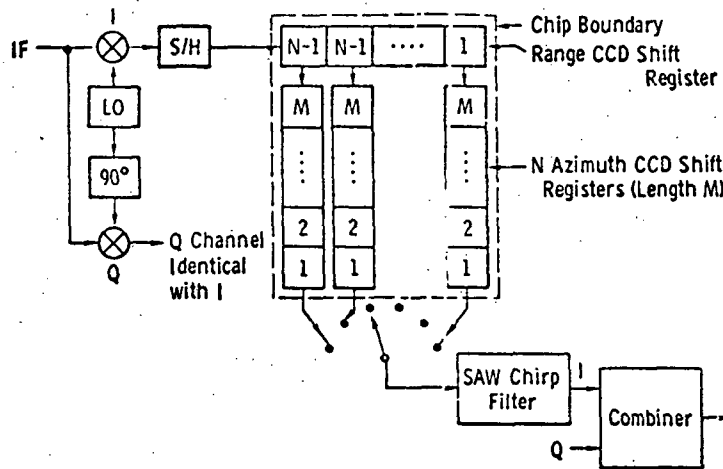 I
IF
S/H
N-1 N-1 .... 1
Chip Boundary
Range CCD Shift
Register
LO
M M M
90°
N Azimuth CCD Shift
Registers (Length M)
2 2 2
1 1 1
Q
Q Channel
Identical
with I
SAW Chirp
Filter
I
Combiner
Q